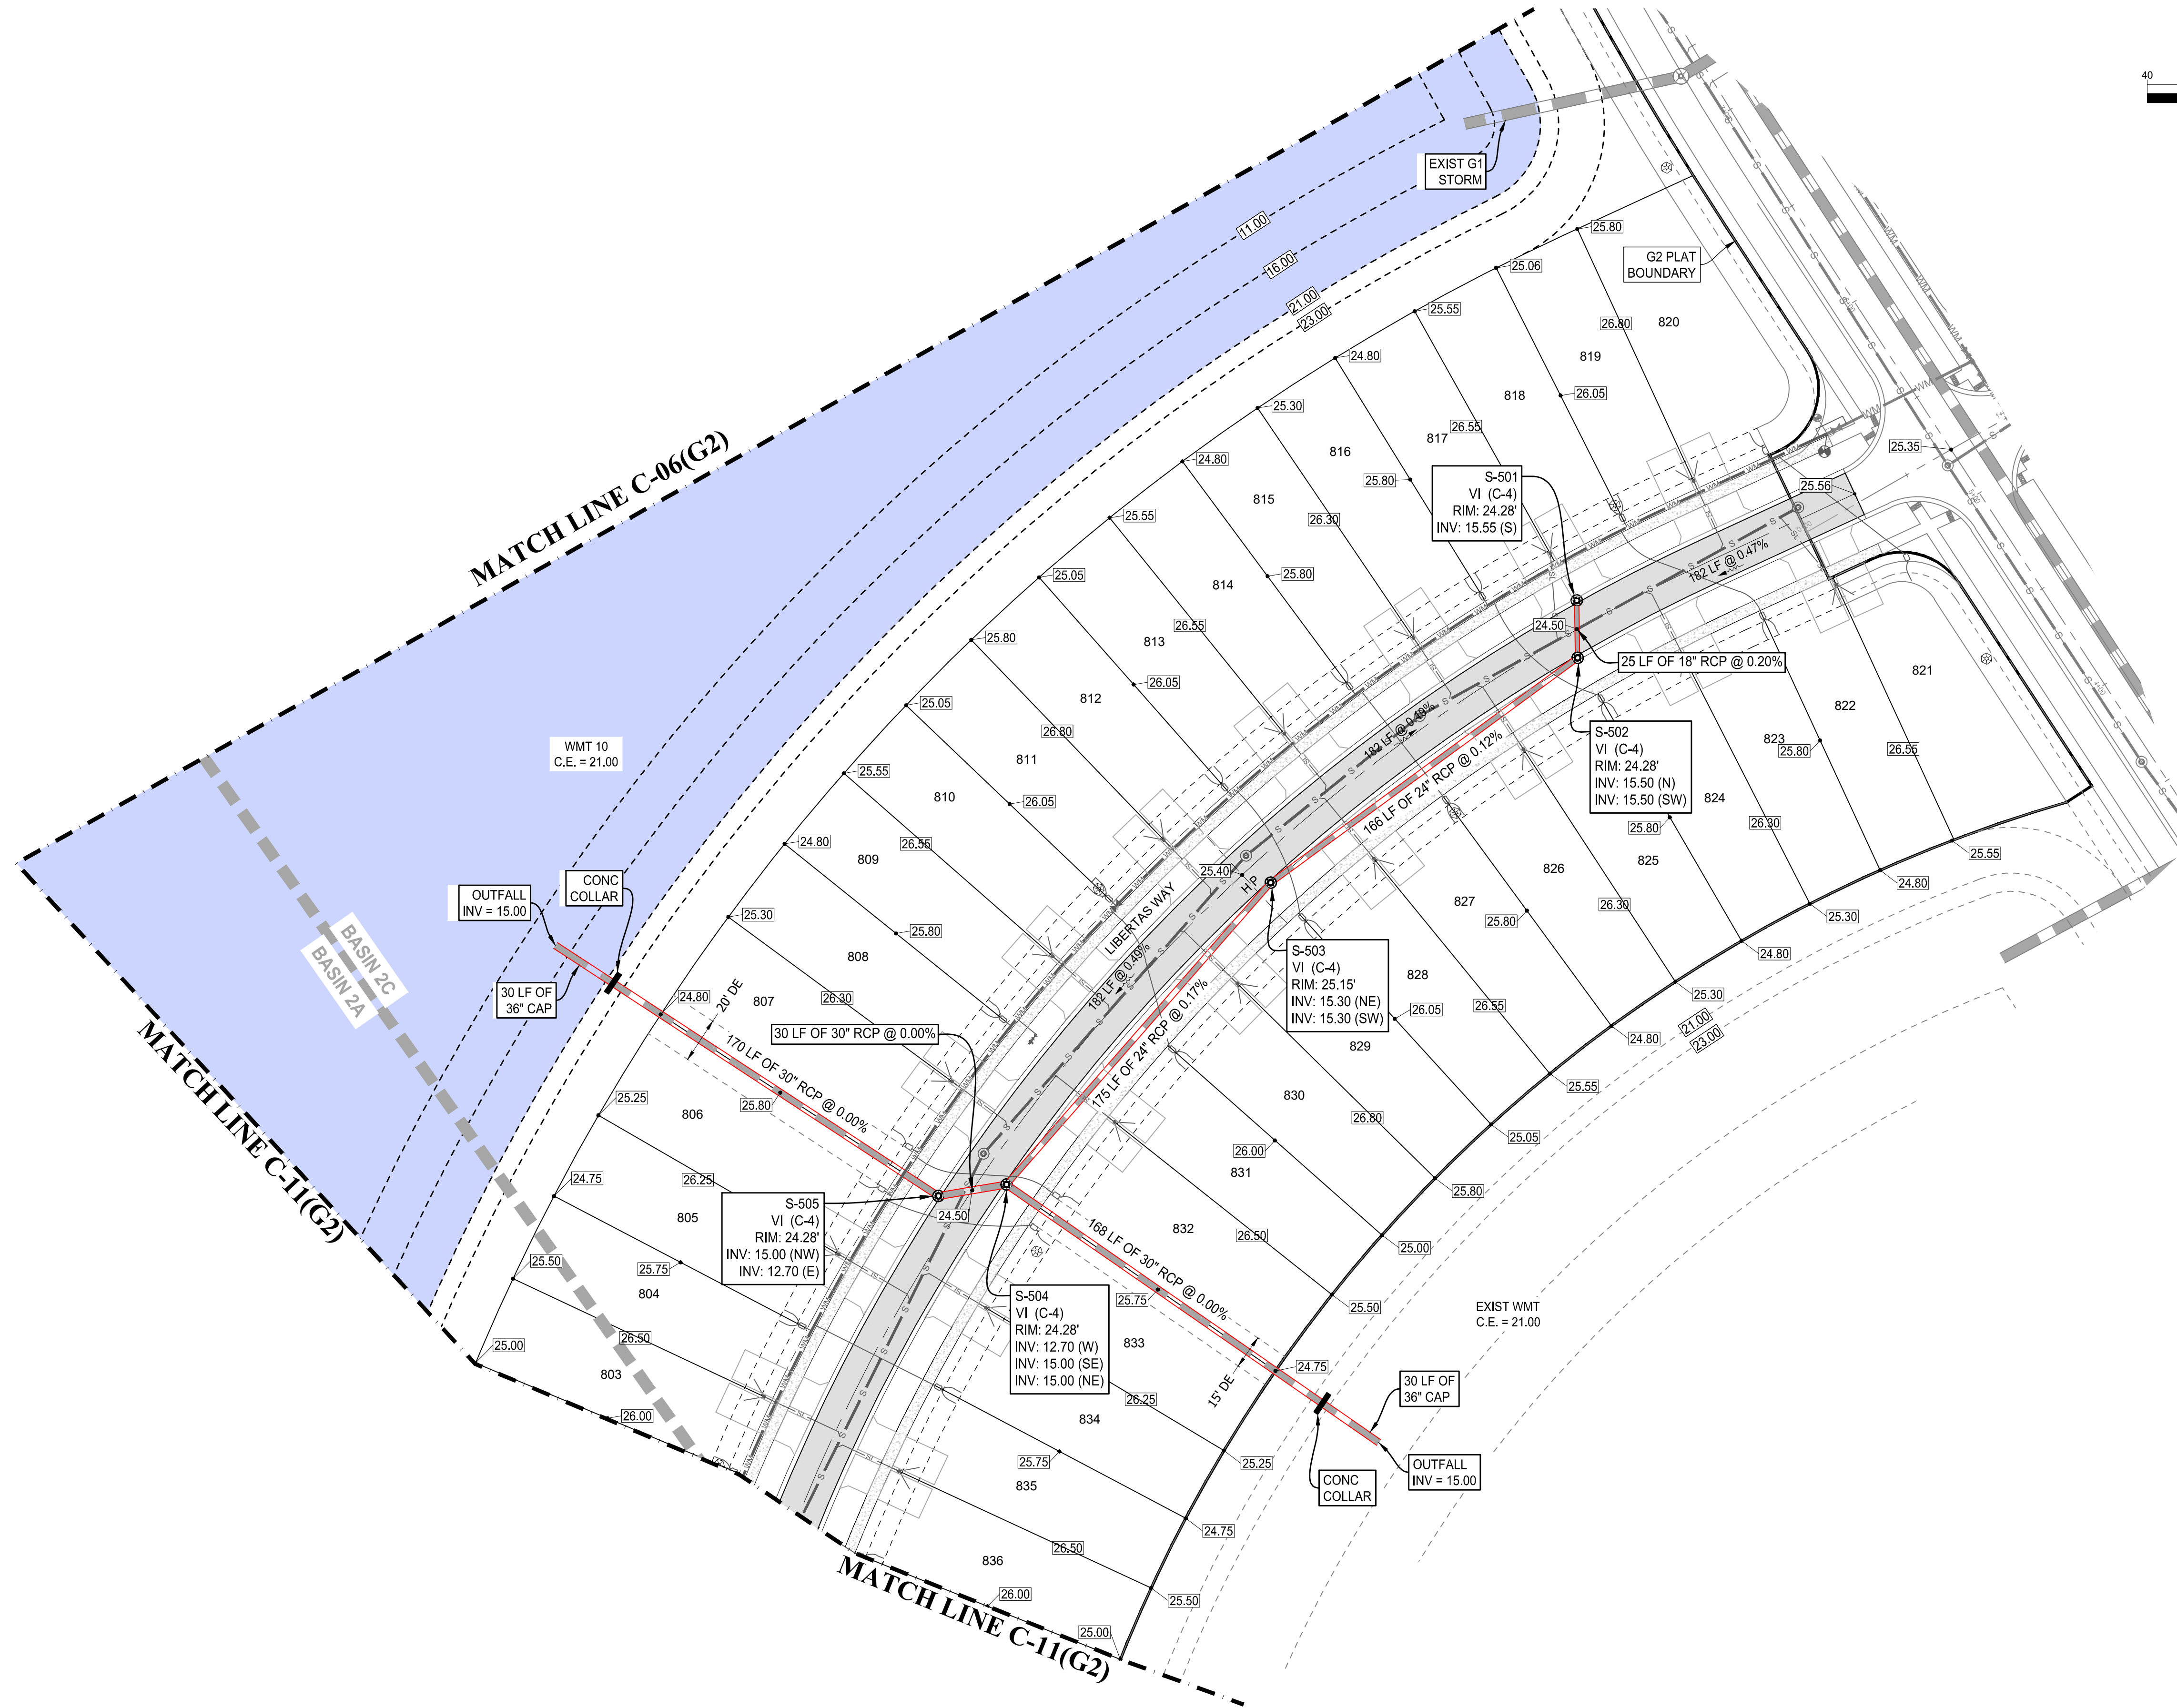 40
EXIST G1
STORM
11.00
16.00
21.00
23.00
25.80
25.06
G2 PLAT
BOUNDARY
25.55
26.80
820
24.80
819
818
26.05
25.30
26.55
817
816
24.80
25.80
815
26.30
25.55
S-501
VI (C-4)
RIM: 24.28'
INV: 15.55 (S)
25.35
25.56
MATCH LINE C-06(G2)
25.05
814
25.80
182 LF @ 0.47%
25.80
813
26.55
24.50
25 LF OF 18" RCP @ 0.20%
26.05
821
25.05
812
26.80
822
S-502
VI (C-4)
RIM: 24.28'
INV: 15.50 (N)
INV: 15.50 (SW)
823
25.80
26.55
182 LF @ 0.49%
166 LF OF 24" RCP @ 0.12%
WMT 10
C.E. = 21.00
25.55
811
810
26.05
824
25.80
26.30
24.80
809
26.55
25.55
825
24.80
826
25.40
HP
LIBERTAS WAY
OUTFALL
INV = 15.00
CONC
COLLAR
25.30
827
26.30
25.80
25.30
24.80
25.80
BASIN 2C
BASIN 2A
808
S-503
VI (C-4)
RIM: 25.15'
INV: 15.30 (NE)
INV: 15.30 (SW)
828
25.30
30 LF OF
36" CAP
24.80
20' DE
807
26.30
182 LF @ 0.49%
26.05
26.55
21.00
23.00
24.80
30 LF OF 30" RCP @ 0.00%
829
175 LF OF 24" RCP @ 0.17%
25.55
MATCH LINE C-11(G2)
170 LF OF 30" RCP @ 0.00%
25.25
806
25.80
830
26.80
25.05
26.00
831
25.80
24.75
26.25
805
S-505
VI (C-4)
RIM: 24.28'
INV: 15.00 (NW)
INV: 12.70 (E)
24.50
832
26.50
25.00
25.50
25.75
804
168 LF OF 30" RCP @ 0.00%
S-504
VI (C-4)
RIM: 24.28'
INV: 12.70 (W)
INV: 15.00 (SE)
INV: 15.00 (NE)
25.75
25.50
EXIST WMT
C.E. = 21.00
25.00
26.50
803
833
24.75
15' DE
30 LF OF
36" CAP
26.00
26.25
834
25.75
25.25
OUTFALL
INV = 15.00
CONC
COLLAR
835
24.75
26.50
836
26.00
25.50
25.00
MATCH LINE C-11(G2)